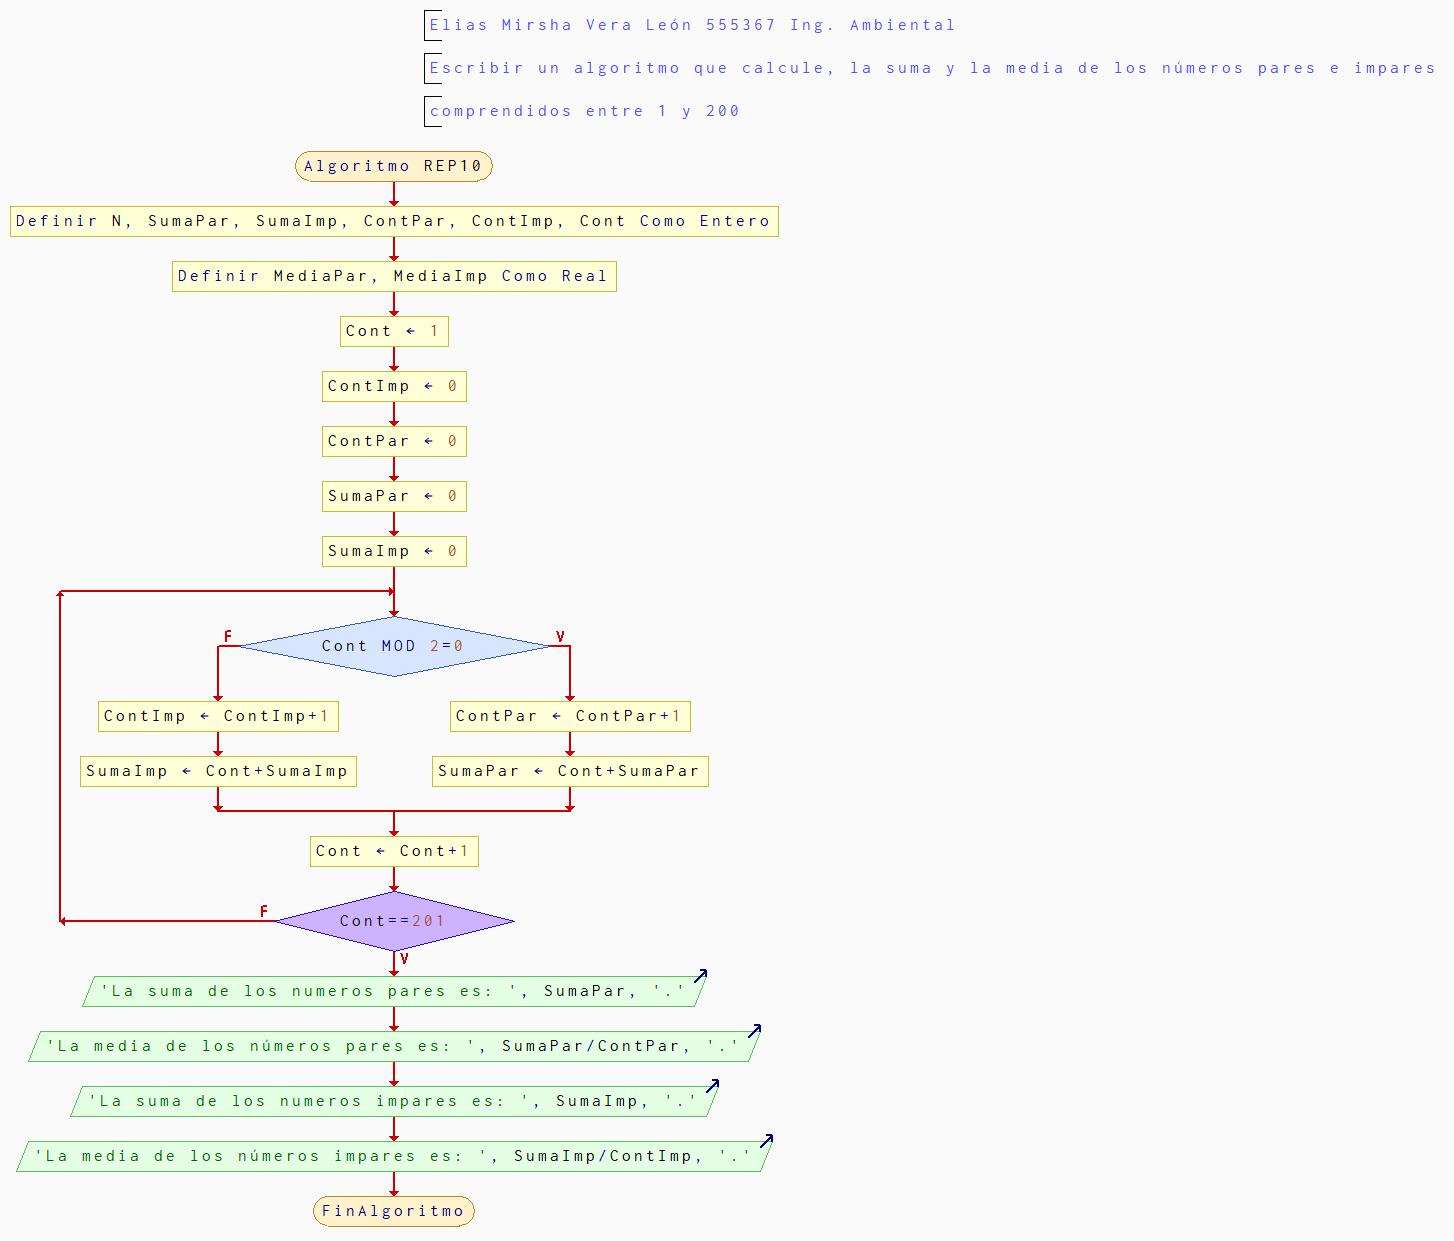 Elias Mirsha Vera León 555367 Ing. Ambiental
Escribir un algoritmo que calcule, la suma y la media de los números pares e impares
comprendidos entre 1 y 200
Algoritmo REP10
Definir N, SumaPar, SumaImp, ContPar, ContImp, Cont Como Entero
Definir MediaPar, MediaImp Como Real
Cont ← 1
ContImp ← 0
ContPar ← 0
SumaPar ← 0
SumaImp ← 0
F
V
Cont MOD 2=0
ContImp ← ContImp+1
ContPar ← ContPar+1
SumaImp ← Cont+SumaImp
SumaPar ← Cont+SumaPar
Cont ← Cont+1
F
Cont==201
V
'La suma de los numeros pares es: ', SumaPar, '.'
'La media de los números pares es: ', SumaPar/ContPar, '.'
'La suma de los numeros impares es: ', SumaImp, '.'
'La media de los números impares es: ', SumaImp/ContImp, '.'
FinAlgoritmo